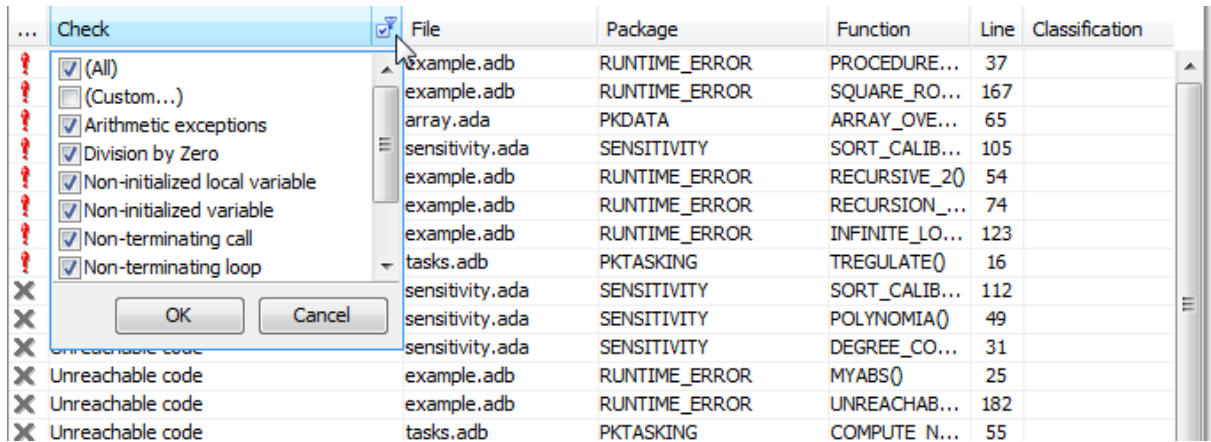 ... Check File Package Function Line Classification
(All) example.adb RUNTIME_ERROR PROCEDURE... 37
(Custom...) example.adb RUNTIME_ERROR SQUARE_RO... 167
Arithmetic exceptions array.ada PKDATA ARRAY_OVE... 65
Division by Zero sensitivity.ada SENSITIVITY SORT_CALIB... 105
Non-initialized local variable example.adb RUNTIME_ERROR RECURSIVE_2() 54
Non-initialized variable example.adb RUNTIME_ERROR RECURSION_... 74
Non-terminating call example.adb RUNTIME_ERROR INFINITE_LO... 123
Non-terminating loop tasks.adb PKTASKING TREGULATE() 16
sensitivity.ada SENSITIVITY SORT_CALIB... 112
OK Cancel sensitivity.ada SENSITIVITY POLYNOMIA() 49
sensitivity.ada SENSITIVITY DEGREE_CO... 31
Unreachable code example.adb RUNTIME_ERROR MYABS() 25
Unreachable code example.adb RUNTIME_ERROR UNREACHAB... 182
Unreachable code tasks.adb PKTASKING COMPUTE_N... 55